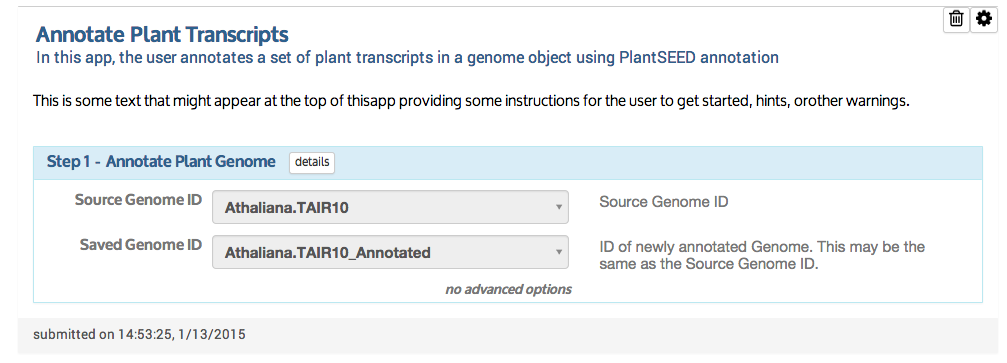 Annotate Plant Transcripts
In this app, the user annotates a set of plant transcripts in a genome object using PlantSEED annotation
This is some text that might appear at the top of thisapp providing some instructions for the user to get started, hints, orother warnings.
Step 1 - Annotate Plant Genome details
Source Genome ID Athaliana.TAIR10 Source Genome ID
Saved Genome ID Athaliana.TAIR10_Annotated ID of newly annotated Genome. This may be the
same as the Source Genome ID.
no advanced options
submitted on 14:53:25, 1/13/2015